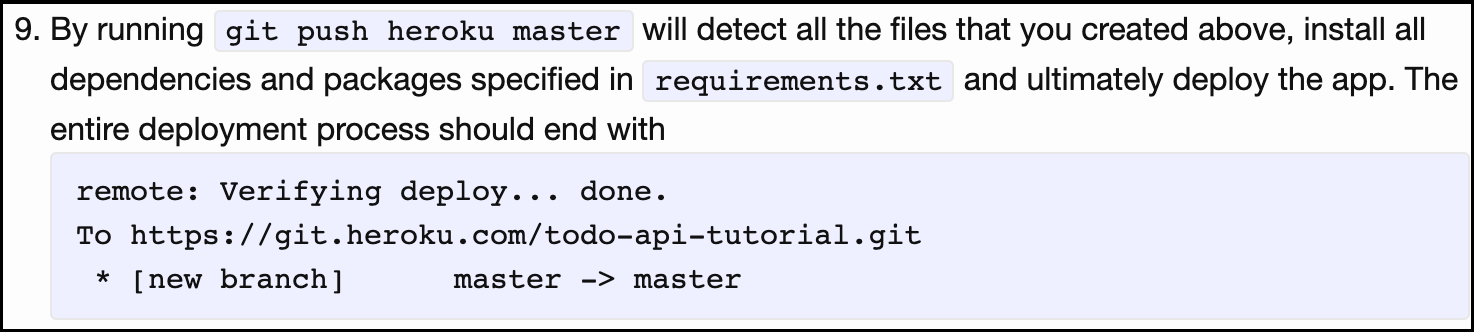 9. By running git push heroku master will detect all the files that you created above, install all
dependencies and packages specified in requirements.txt and ultimately deploy the app. The
entire deployment process should end with
remote: Verifying deploy... done.
To https://git.heroku.com/todo-api-tutorial.git
 * [new branch]      master -> master